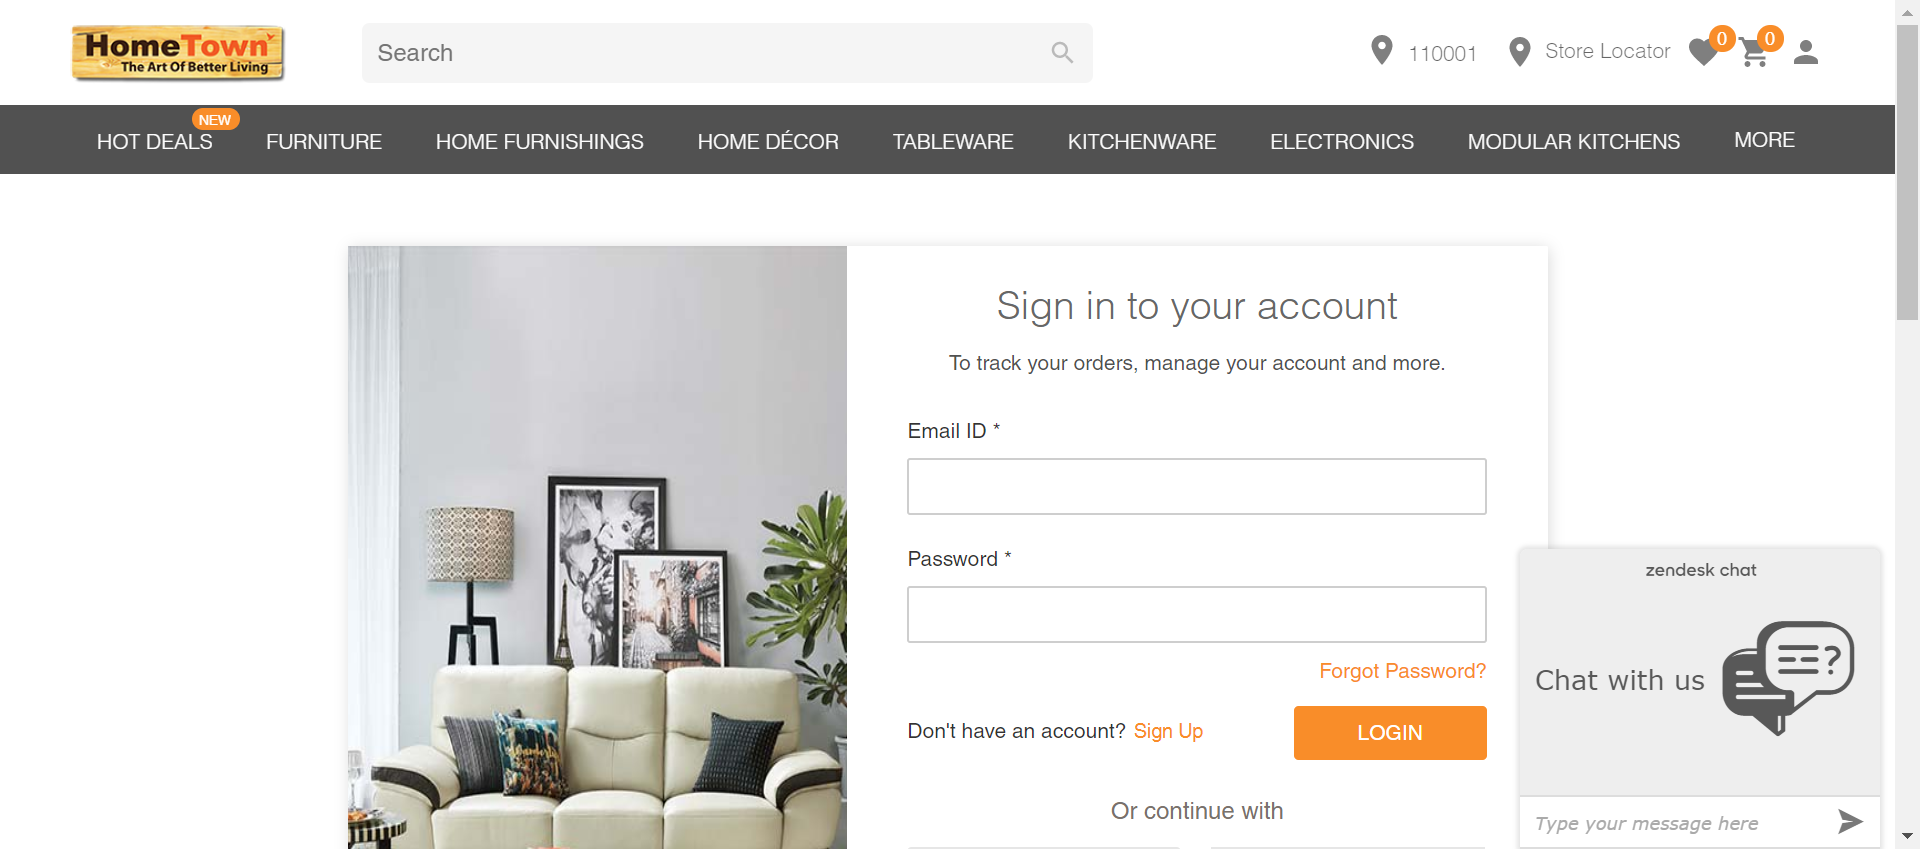 HomeTown
The Art Of Better Living
Search
110001
Store Locator
0
0
NEW
HOT DEALS
FURNITURE
HOME FURNISHINGS
HOME DÉCOR
TABLEWARE
KITCHENWARE
ELECTRONICS
MODULAR KITCHENS
MORE
Sign in to your account
To track your orders, manage your account and more.
Email ID *
Password *
Forgot Password?
Don't have an account? Sign Up
LOGIN
Or continue with
zendesk chat
Chat with us
Type your message here